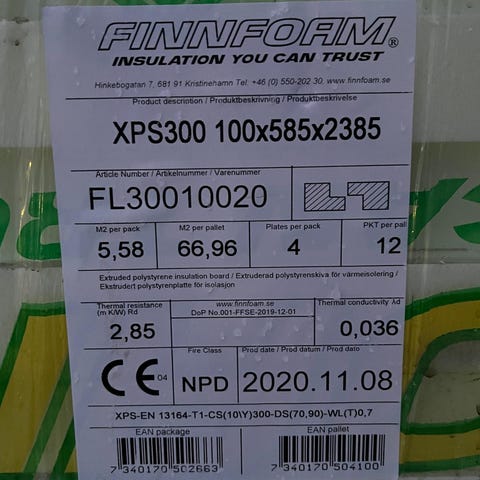 FINNFOAM®
INSULATION YOU CAN TRUST
Hinkebogatan 7, 681 91 Kristinehamn Tel: +46 (0) 550-202 30, www.finnfoam.se
Product description / Produktbeskrivning / Produktbeskrivelse
XPS300 100x585x2385
Article Number / Artikelnummer / Varenummer
FL30010020
M2 per pack M2 per pallet Plates per pack PKT per pall
5,58 66,96 4 12
Extruded polystyrene insulation board / Extruderad polystyrenskiva för värmeisolering /
Ekstrudert polystyrenplatte for isolasjon
Thermal resistance (m K/W) Rd
2,85
www.finnfoam.se
DoP No.001-FFSE-2019-12-01
Thermal conductivity λd
0,036
CE 04
Fire Class
NPD
Prod date / Prod datum / Prod dato
2020.11.08
XPS-EN 13164-T1-CS(10\Y)300-DS(70,90)-WL(T)0,7
EAN package EAN pallet
7 340170 502663 7 340170 504100